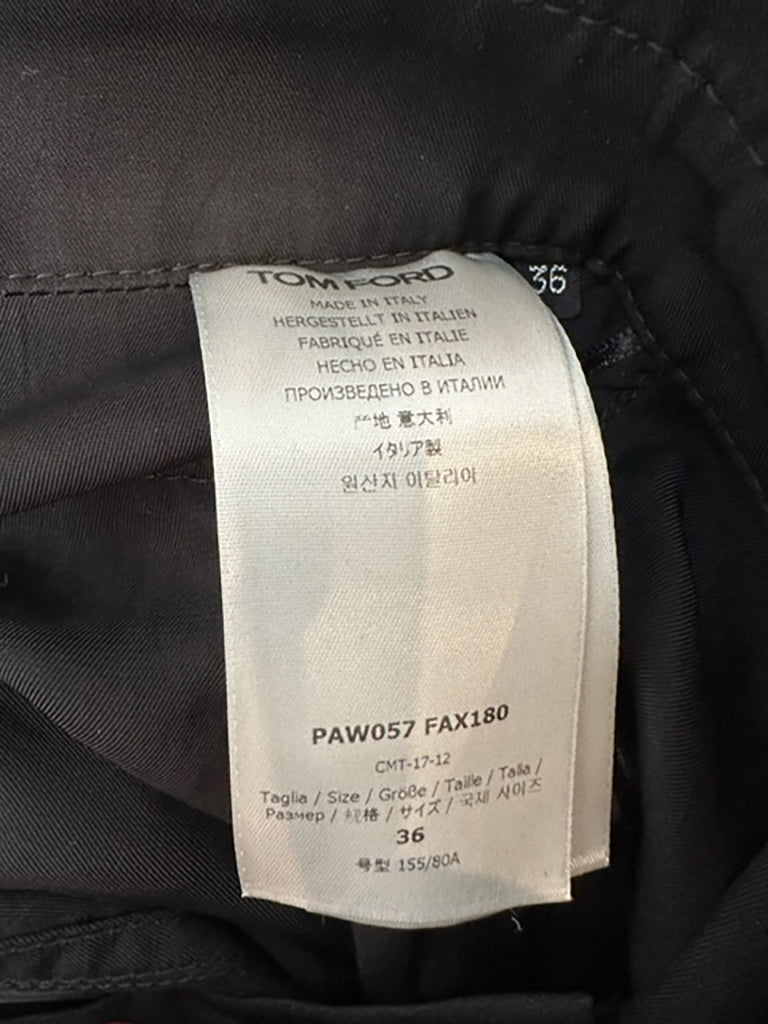 TOM FORD
36
MADE IN ITALY
HERGESTELLT IN ITALIEN
FABRIQUÉ EN ITALIE
HECHO EN ITALIA
ПРОИЗВЕДЕНО В ИТАЛИИ
产地 意大利
イタリア製
원산지 이탈리아
PAW057 FAX180
CMT-17-12
Taglia / Size / Größe / Taille / Talla /
Размер / 规格 / サイズ / 국제 사이즈
36
号型 155/80A